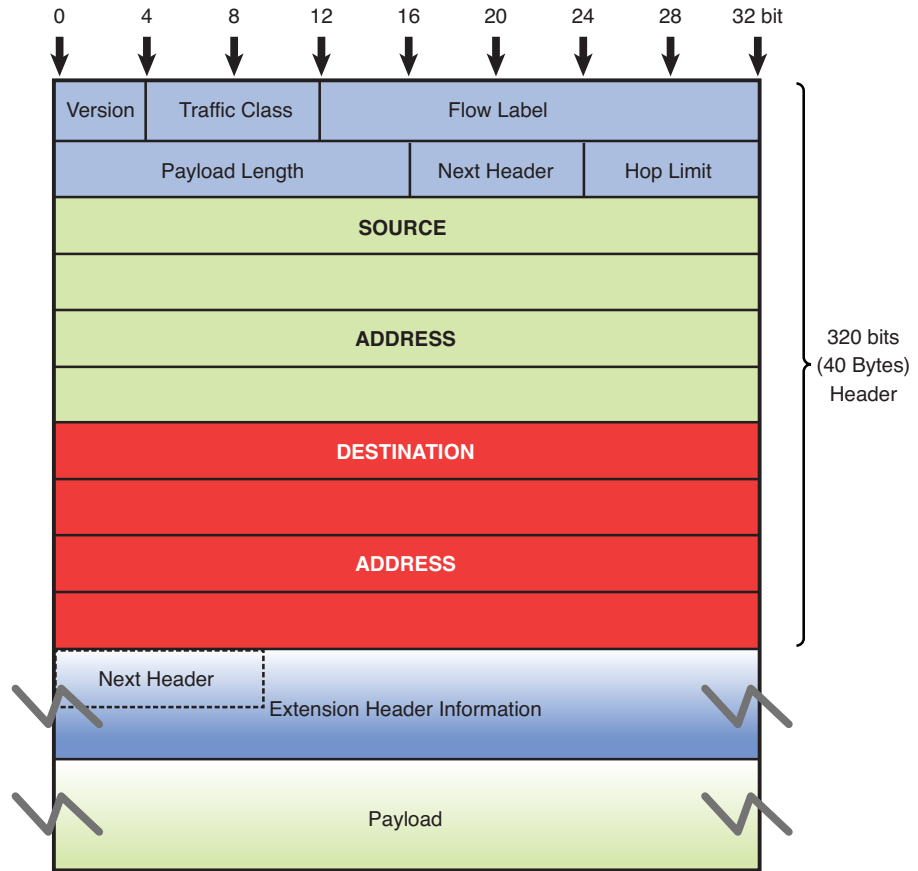 0 4 8 12 16 20 24 28 32 bit
Version Traffic Class Flow Label
Payload Length Next Header Hop Limit
SOURCE
ADDRESS
320 bits
(40 Bytes)
Header
DESTINATION
ADDRESS
Next Header
Extension Header Information
Payload